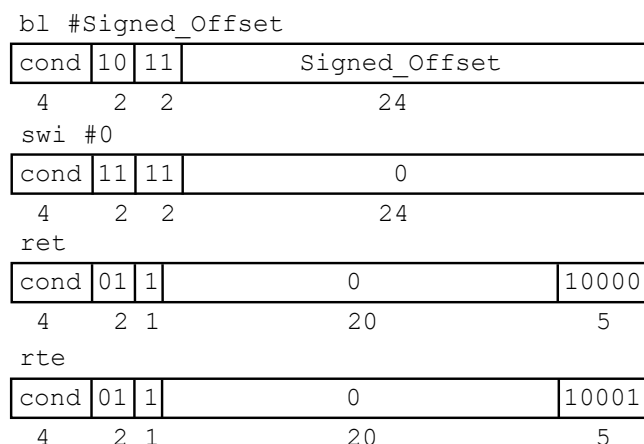 bl #Signed_Offset
cond 10 11 Signed_Offset
4 2 2 24
swi #0
cond 11 11 0
4 2 2 24
ret
cond 01 1 0 10000
4 2 1 20 5
rte
cond 01 1 0 10001
4 2 1 20 5